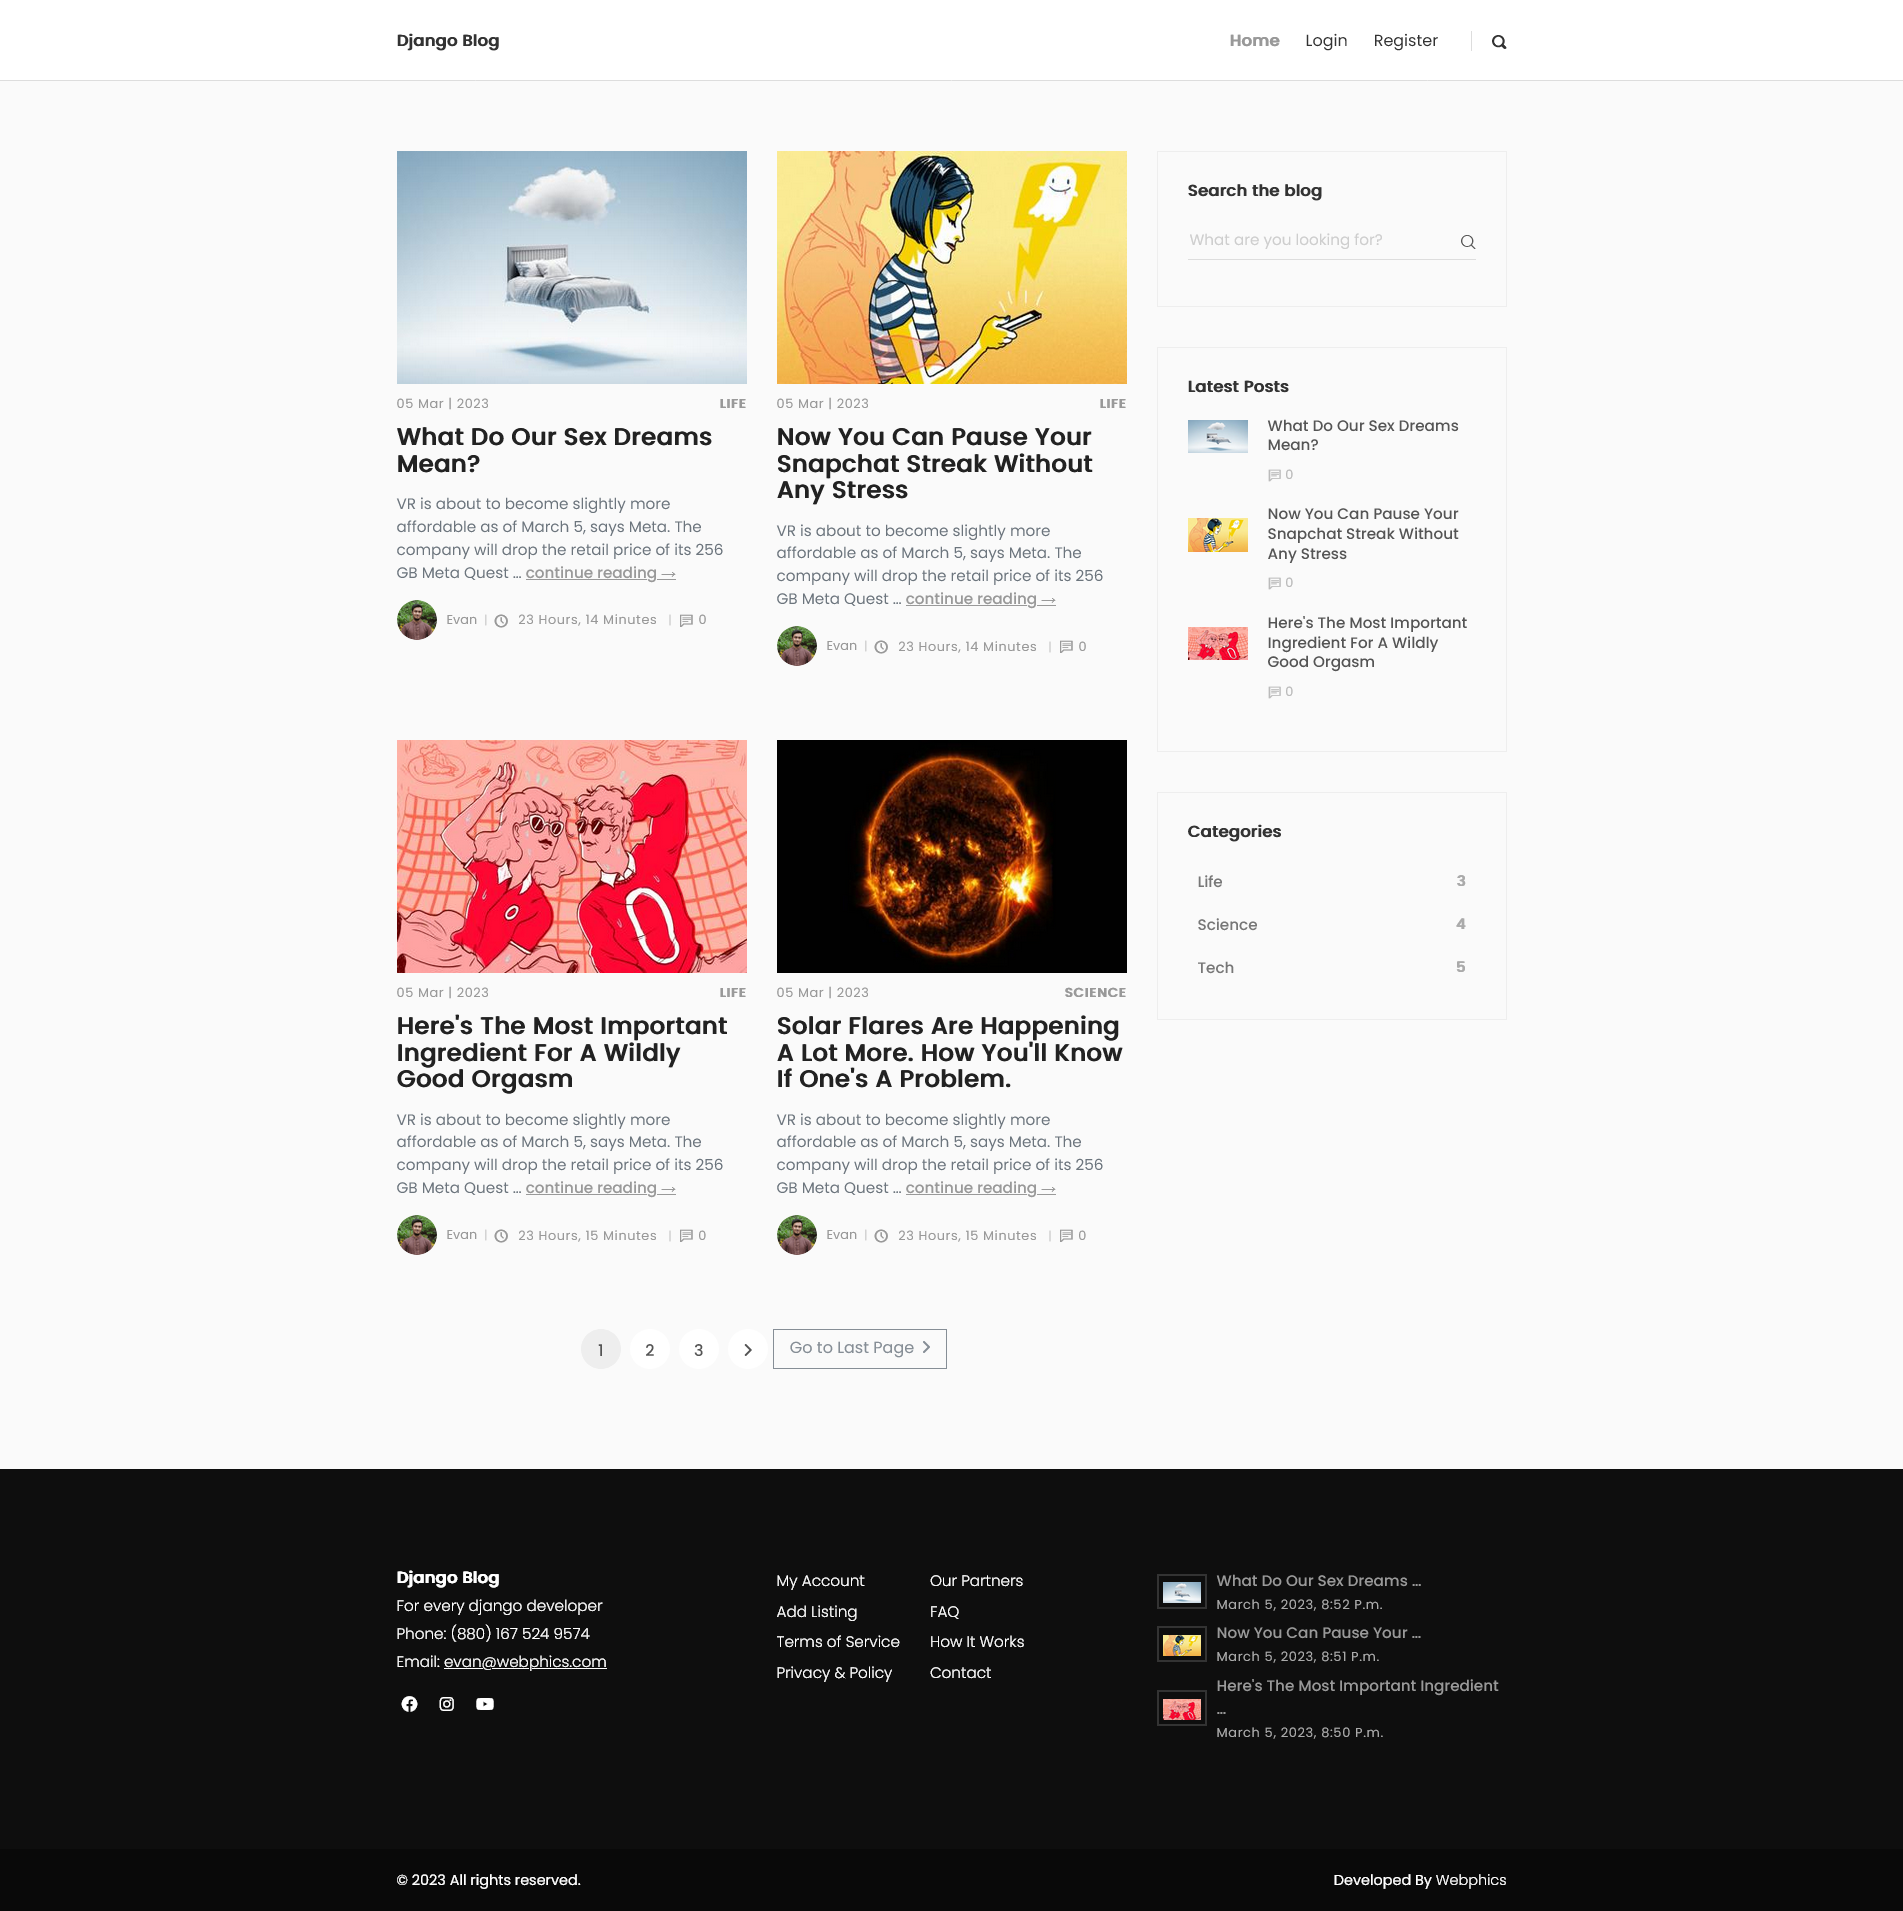 Django Blog
Home Login Register
05 Mar | 2023 LIFE
What Do Our Sex Dreams
Mean?
VR is about to become slightly more
affordable as of March 5, says Meta. The
company will drop the retail price of its 256
GB Meta Quest ... continue reading →
Evan | 23 Hours, 14 Minutes | 0
05 Mar | 2023 LIFE
Now You Can Pause Your
Snapchat Streak Without
Any Stress
VR is about to become slightly more
affordable as of March 5, says Meta. The
company will drop the retail price of its 256
GB Meta Quest ... continue reading →
Evan | 23 Hours, 14 Minutes | 0
05 Mar | 2023 LIFE
Here's The Most Important
Ingredient For A Wildly
Good Orgasm
VR is about to become slightly more
affordable as of March 5, says Meta. The
company will drop the retail price of its 256
GB Meta Quest ... continue reading →
Evan | 23 Hours, 15 Minutes | 0
05 Mar | 2023 SCIENCE
Solar Flares Are Happening
A Lot More. How You'll Know
If One's A Problem.
VR is about to become slightly more
affordable as of March 5, says Meta. The
company will drop the retail price of its 256
GB Meta Quest ... continue reading →
Evan | 23 Hours, 15 Minutes | 0
1 2 3 > Go to Last Page >
Search the blog
What are you looking for?
Latest Posts
What Do Our Sex Dreams
Mean?
0
Now You Can Pause Your
Snapchat Streak Without
Any Stress
0
Here's The Most Important
Ingredient For A Wildly
Good Orgasm
0
Categories
Life 3
Science 4
Tech 5
Django Blog
For every django developer
Phone: (880) 167 524 9574
Email: evan@webphics.com
My Account
Add Listing
Terms of Service
Privacy & Policy
Our Partners
FAQ
How It Works
Contact
What Do Our Sex Dreams ...
March 5, 2023, 8:52 P.m.
Now You Can Pause Your ...
March 5, 2023, 8:51 P.m.
Here's The Most Important Ingredient
...
March 5, 2023, 8:50 P.m.
© 2023 All rights reserved.
Developed By Webphics